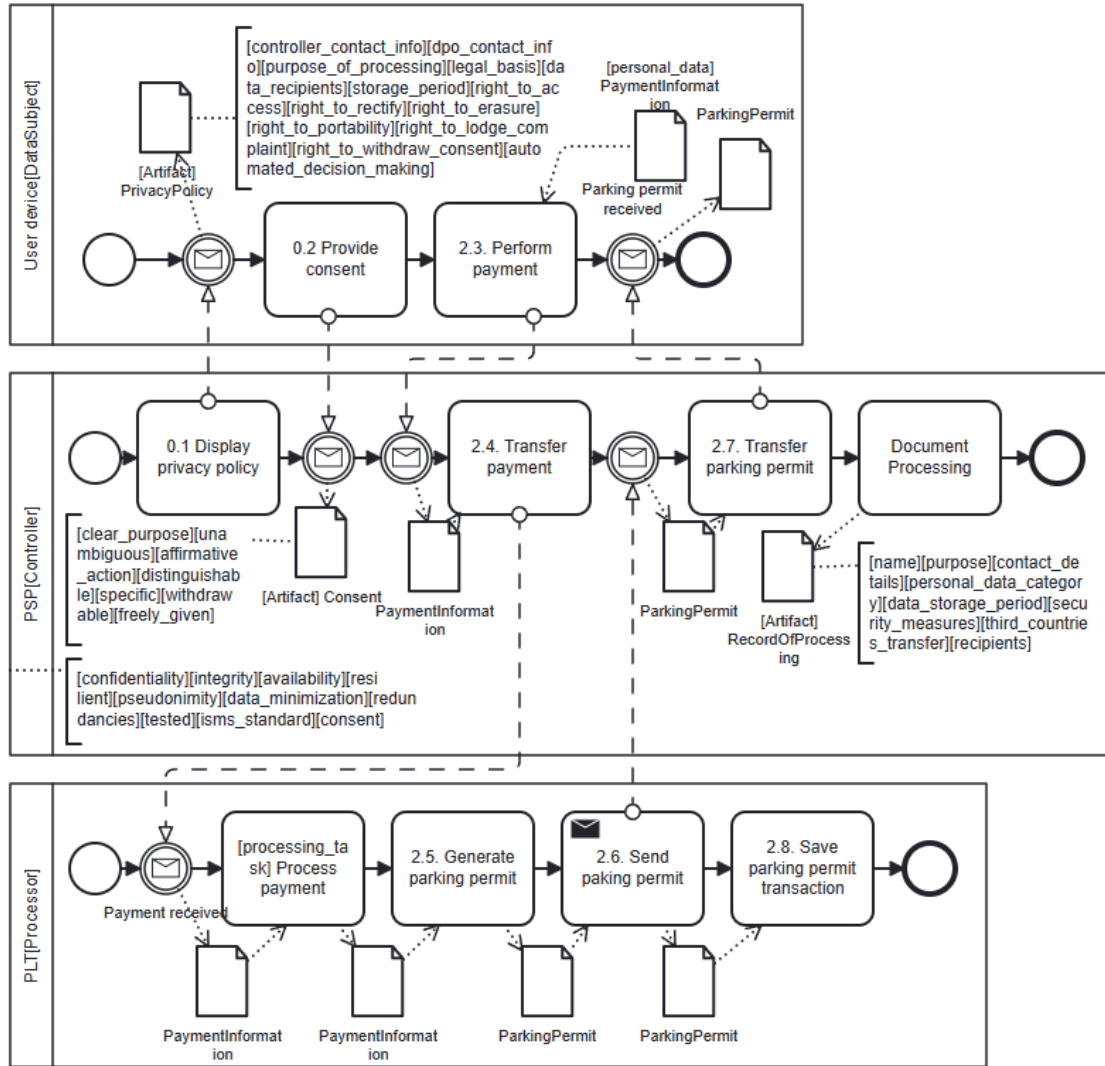 User device[DataSubject]
[controller_contact_info][dpo_contact_inf
o][purpose_of_processing][legal_basis][da
ta_recipients][storage_period][right_to_ac
cess][right_to_rectify][right_to_erasure]
[right_to_portability][right_to_lodge_com
plaint][right_to_withdraw_consent][auto
mated_decision_making]
[Artifact]
PrivacyPolicy
[personal_data]
PaymentInformat
ion
ParkingPermit
Parking permit
received
0.2 Provide
consent
2.3. Perform
payment
PSP[Controller]
0.1 Display
privacy policy
2.4. Transfer
payment
2.7. Transfer
parking permit
Document
Processing
[clear_purpose][una
mbiguous][affirmative
_action][distinguishab
le][specific][withdraw
able][freely_given]
[Artifact] Consent
PaymentInformat
ion
ParkingPermit
[Artifact]
RecordOfProcess
ing
[name][purpose][contact_de
tails][personal_data_categor
y][data_storage_period][secu
rity_measures][third_countrie
s_transfer][recipients]
[confidentiality][integrity][availability][resi
lient][pseudonimity][data_minimization][redun
dancies][tested][isms_standard][consent]
PLT[Processor]
Payment received
[processing_ta
sk] Process
payment
2.5. Generate
parking permit
2.6. Send
paking permit
2.8. Save
parking permit
transaction
PaymentInformat
ion
PaymentInformat
ion
ParkingPermit
ParkingPermit